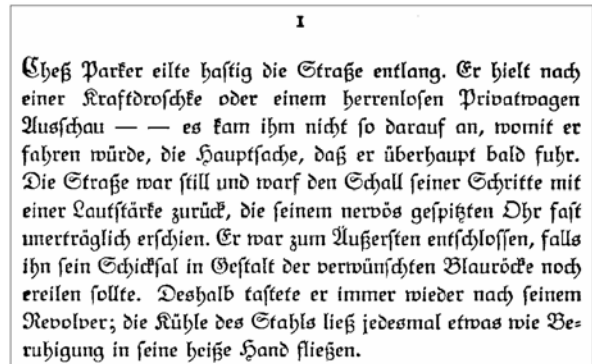 1
Cheß Parker eilte hastig die Straße entlang. Er hielt nach
einer Kraftdroschke oder einem herrenlosen Privatwagen
Ausschau — — es kam ihm nicht so darauf an, womit er
fahren würde, die Hauptsache, daß er überhaupt bald fuhr.
Die Straße war still und warf den Schall seiner Schritte mit
einer Lautstärke zurück, die seinem nervös gespitzten Ohr fast
unerträglich erschien. Er war zum Äußersten entschlossen, falls
ihn sein Schicksal in Gestalt der verwünschten Blauröcke noch
ereilen sollte. Deshalb tastete er immer wieder nach seinem
Revolver; die Kühle des Stahls ließ jedesmal etwas wie Be-
ruhigung in seine heiße Hand fließen.